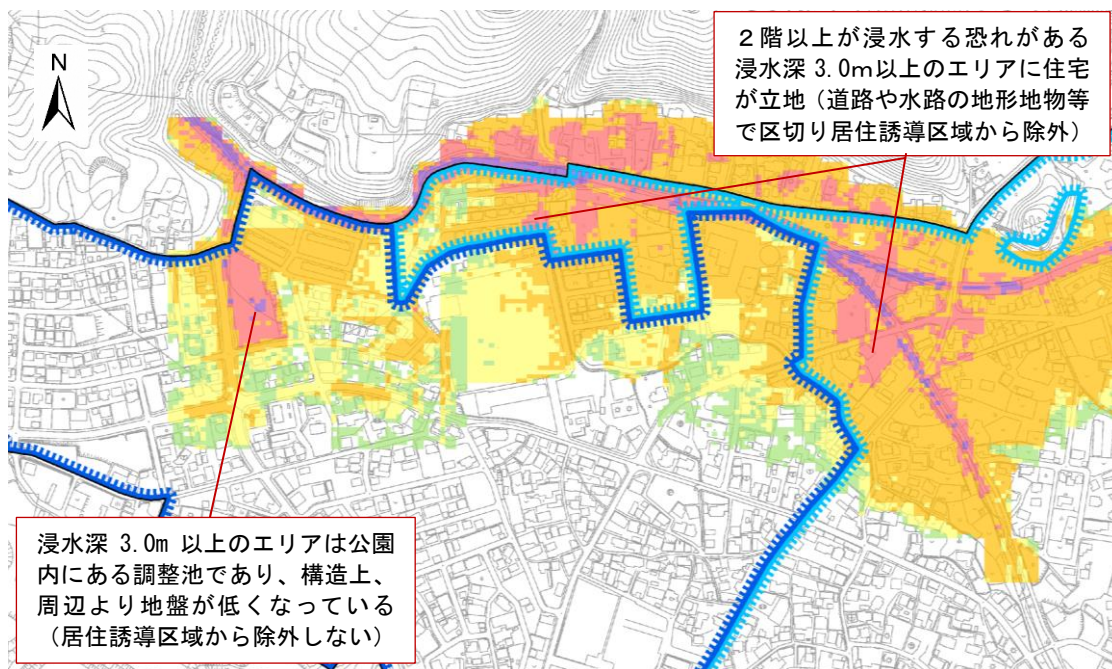 N
２階以上が浸水する恐れがある
浸水深 3.0ｍ以上のエリアに住宅
が立地（道路や水路の地形地物等
で区切り居住誘導区域から除外）
浸水深 3.0m 以上のエリアは公園
内にある調整池であり、構造上、
周辺より地盤が低くなっている
（居住誘導区域から除外しない）